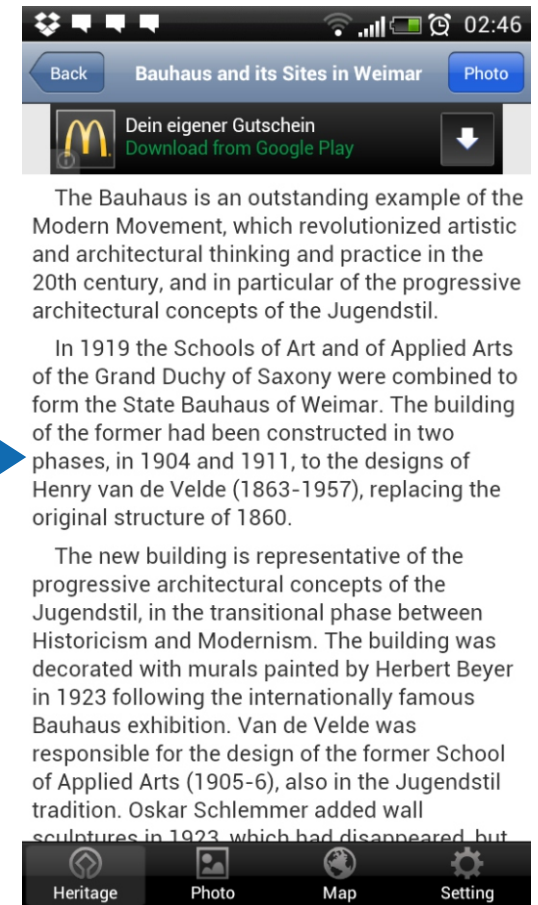 02:46
Back
Bauhaus and its Sites in Weimar
Photo
Dein eigener Gutschein
Download from Google Play
The Bauhaus is an outstanding example of the
Modern Movement, which revolutionized artistic
and architectural thinking and practice in the
20th century, and in particular of the progressive
architectural concepts of the Jugendstil.
In 1919 the Schools of Art and of Applied Arts
of the Grand Duchy of Saxony were combined to
form the State Bauhaus of Weimar. The building
of the former had been constructed in two
phases, in 1904 and 1911, to the designs of
Henry van de Velde (1863-1957), replacing the
original structure of 1860.
The new building is representative of the
progressive architectural concepts of the
Jugendstil, in the transitional phase between
Historicism and Modernism. The building was
decorated with murals painted by Herbert Beyer
in 1923 following the internationally famous
Bauhaus exhibition. Van de Velde was
responsible for the design of the former School
of Applied Arts (1905-6), also in the Jugendstil
tradition. Oskar Schlemmer added wall
sculptures in 1923, which had disappeared, but
Heritage
Photo
Map
Setting